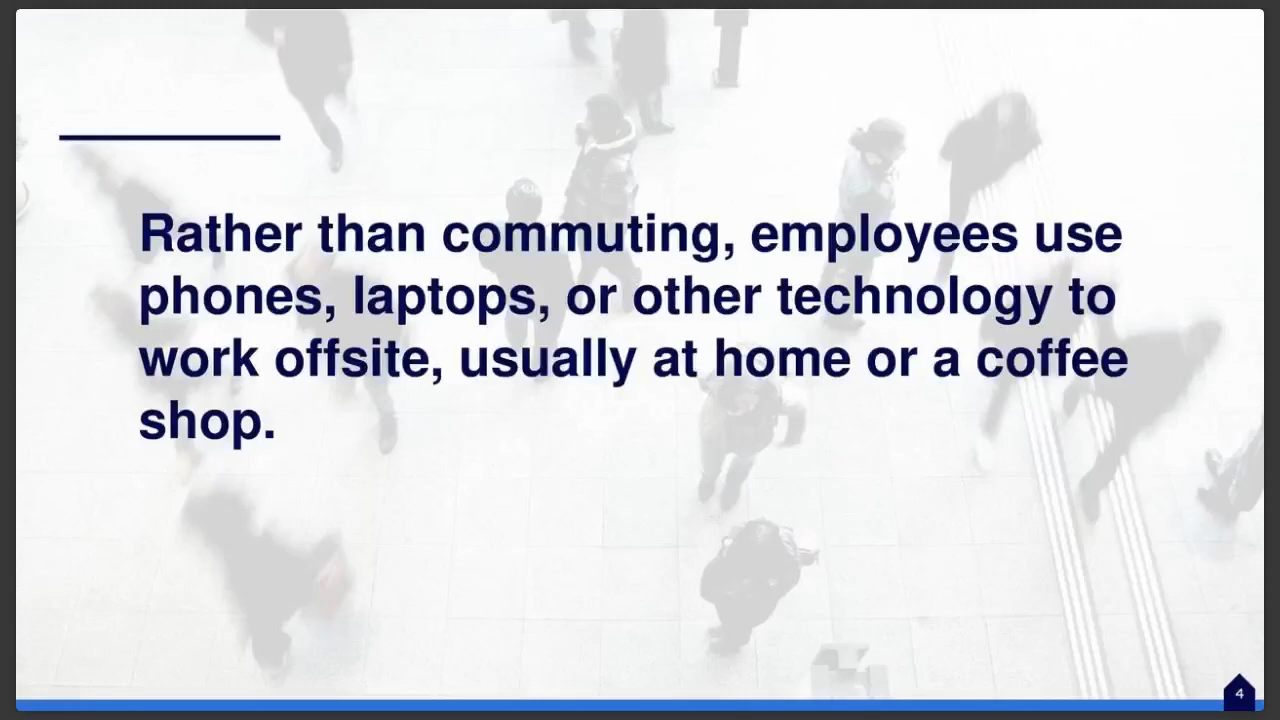 Rather than commuting, employees use
phones, laptops, or other technology to
work offsite, usually at home or a coffee
shop.
4